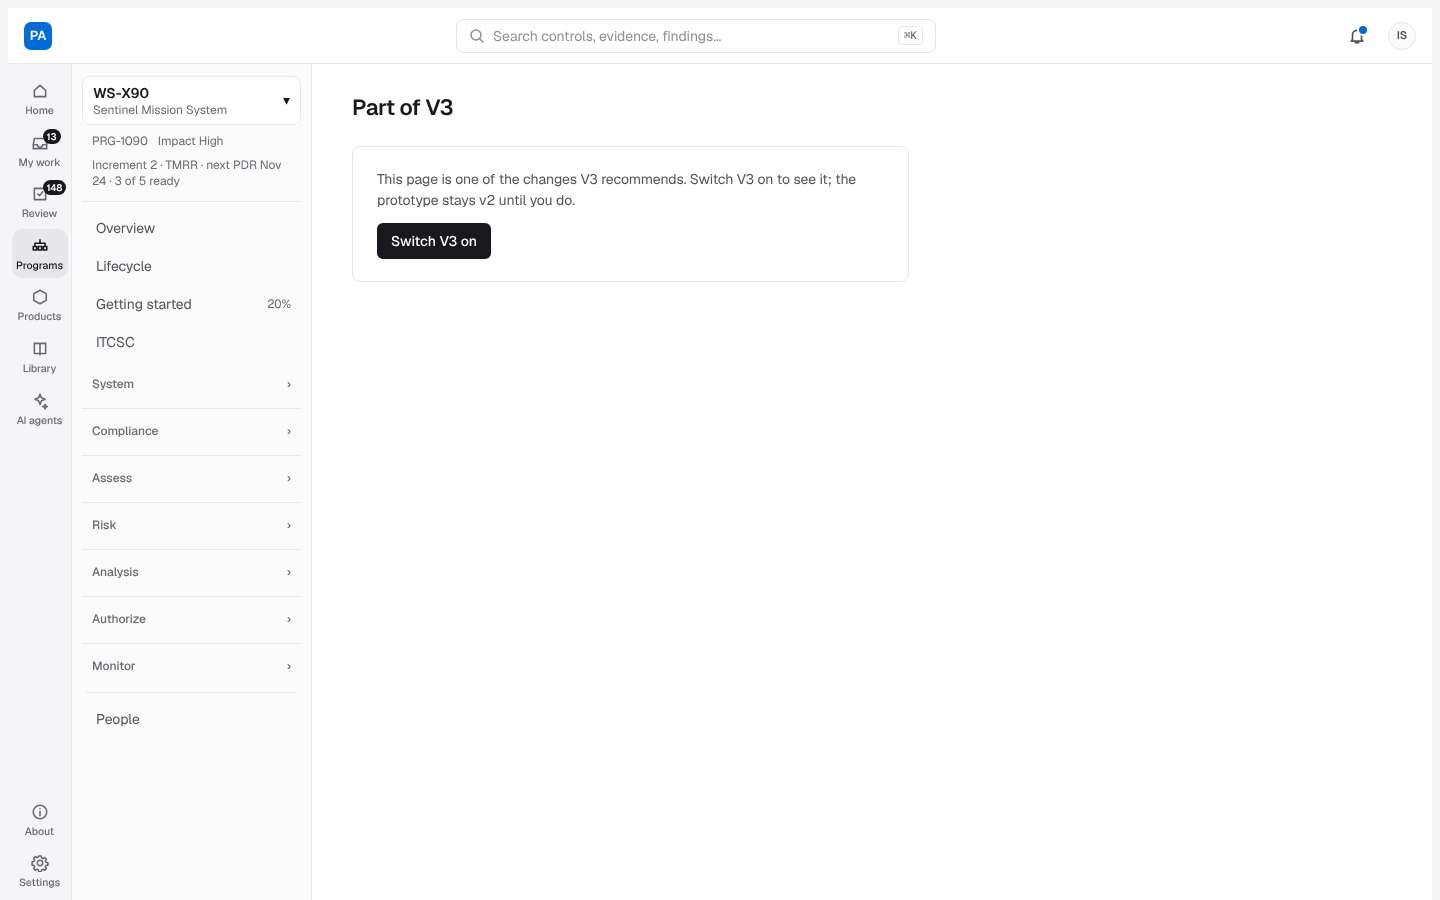 PA
Search controls, evidence, findings...
⌘K
IS
Home
13
My work
148
Review
Programs
Products
Library
AI agents
About
Settings
WS-X90
Sentinel Mission System
PRG-1090 Impact High
Increment 2 · TMRR · next PDR Nov
24 · 3 of 5 ready
Overview
Lifecycle
Getting started 20%
ITCSC
System
Compliance
Assess
Risk
Analysis
Authorize
Monitor
People
Part of V3
This page is one of the changes V3 recommends. Switch V3 on to see it; the
prototype stays v2 until you do.
Switch V3 on